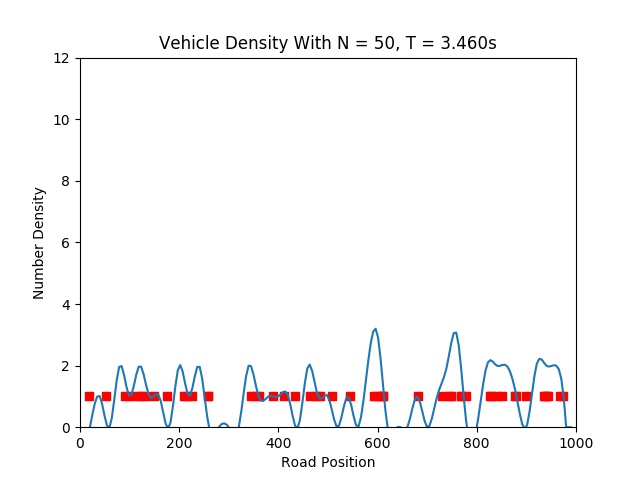 Vehicle Density With N = 50, T = 3.460s
12
10
8
6
4
2
0
Number Density
0 200 400 600 800 1000
Road Position